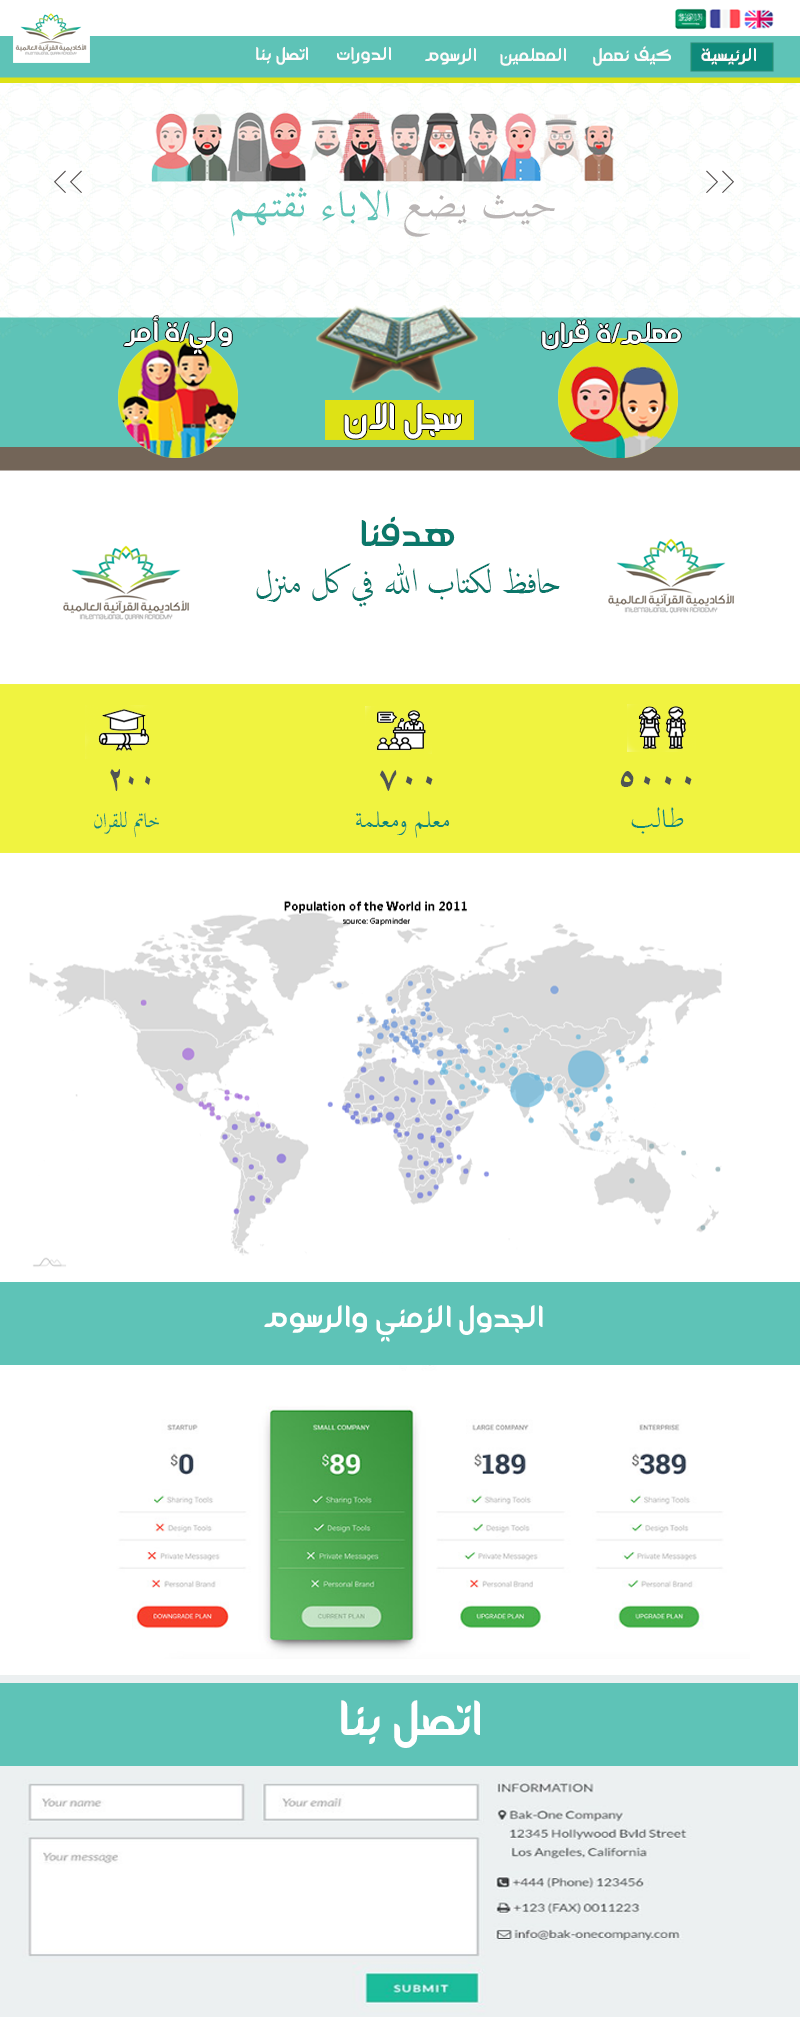 الأكاديمية القرآنية العالمية
INTERNATIONAL QURAN ACADEMY
الرئيسية
كيف نعمل
المعلمين
الرسوم
الدورات
اتصل بنا
حيث يضع الاباء ثقتهم
معلم/ة قران
ولي/ة أمر
سجل الان
هدفنا
حافظ لكتاب الله في كل منزل
الأكاديمية القرآنية العالمية
INTERNATIONAL QURAN ACADEMY
الأكاديمية القرآنية العالمية
INTERNATIONAL QURAN ACADEMY
٥٠٠٠
طالب
٧٠٠
معلم ومعلمة
٢٠٠
خاتم للقران
Population of the World in 2011
source: Gapminder
الجدول الزمني والرسوم
STARTUP
$0
Sharing Tools
Design Tools
Private Messages
Personal Brand
DOWNGRADE PLAN
SMALL COMPANY
$89
Sharing Tools
Design Tools
Private Messages
Personal Brand
CURRENT PLAN
LARGE COMPANY
$189
Sharing Tools
Design Tools
Private Messages
Personal Brand
UPGRADE PLAN
ENTERPRISE
$389
Sharing Tools
Design Tools
Private Messages
Personal Brand
UPGRADE PLAN
اتصل بنا
Your name
Your email
Your message
SUBMIT
INFORMATION
Bak-One Company
12345 Hollywood Bvld Street
Los Angeles, California
+444 (Phone) 123456
+123 (FAX) 0011223
info@bak-onecompany.com